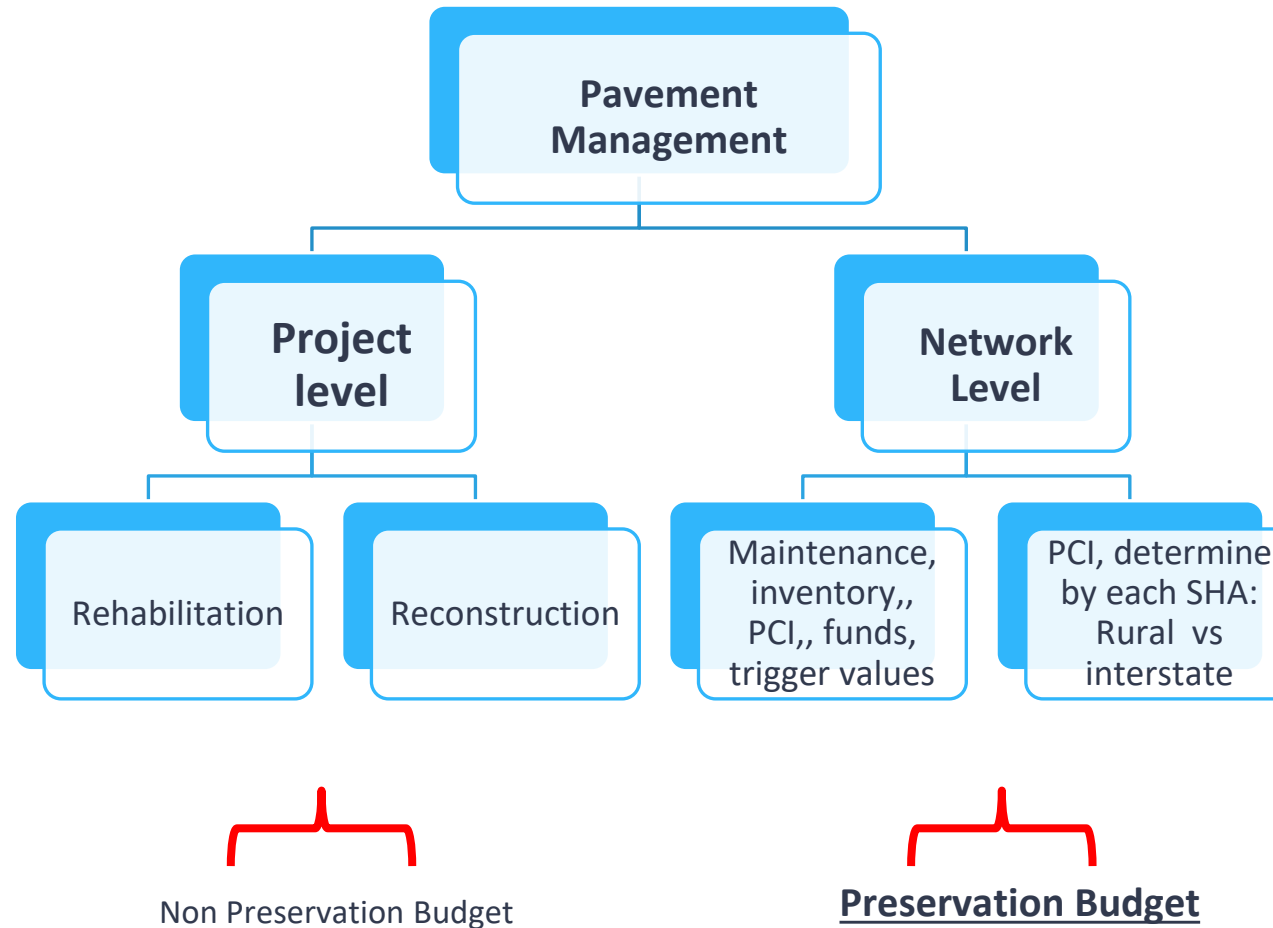 Pavement
Management
Project
level
Network
Level
Rehabilitation
Reconstruction
Maintenance,
inventory,,
PCI,, funds,
trigger values
PCI, determine
by each SHA:
Rural vs
interstate
Non Preservation Budget
Preservation Budget